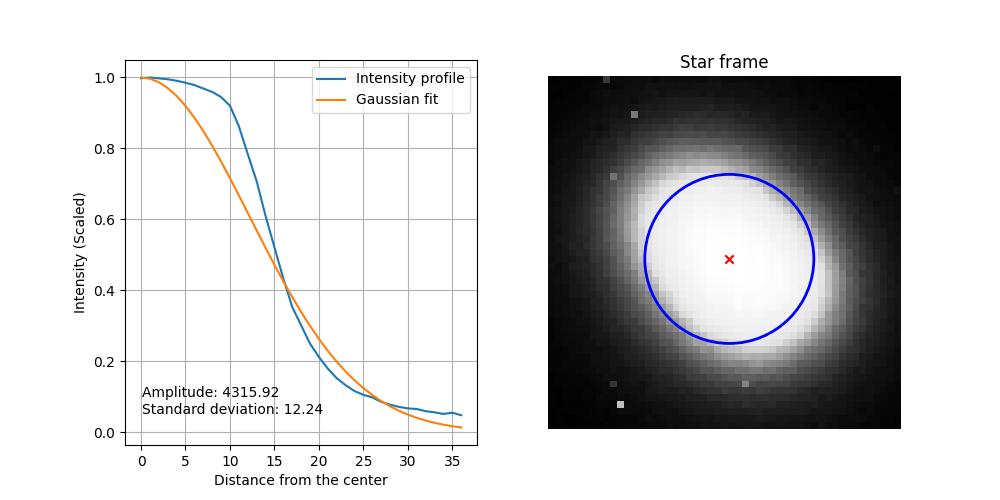 Star frame
Intensity profile
Gaussian fit
1.0
0.8
0.6
0.4
0.2
0.0
Intensity (Scaled)
Amplitude: 4315.92
Standard deviation: 12.24
0 5 10 15 20 25 30 35
Distance from the center